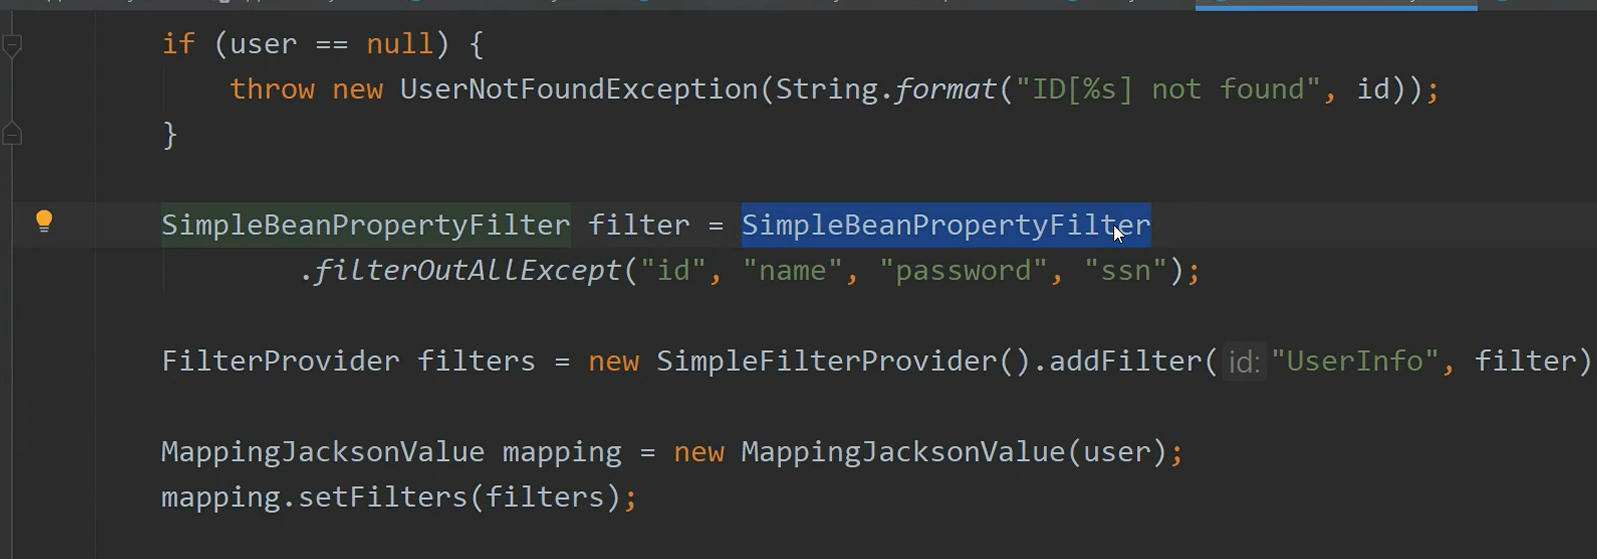 if (user == null) {
throw new UserNotFoundException(String.format("ID[%s] not found", id));
}
SimpleBeanPropertyFilter filter = SimpleBeanPropertyFilter
.filterOutAllExcept("id", "name", "password", "ssn");
FilterProvider filters = new SimpleFilterProvider().addFilter( id: "UserInfo", filter)
MappingJacksonValue mapping = new MappingJacksonValue(user);
mapping.setFilters(filters);